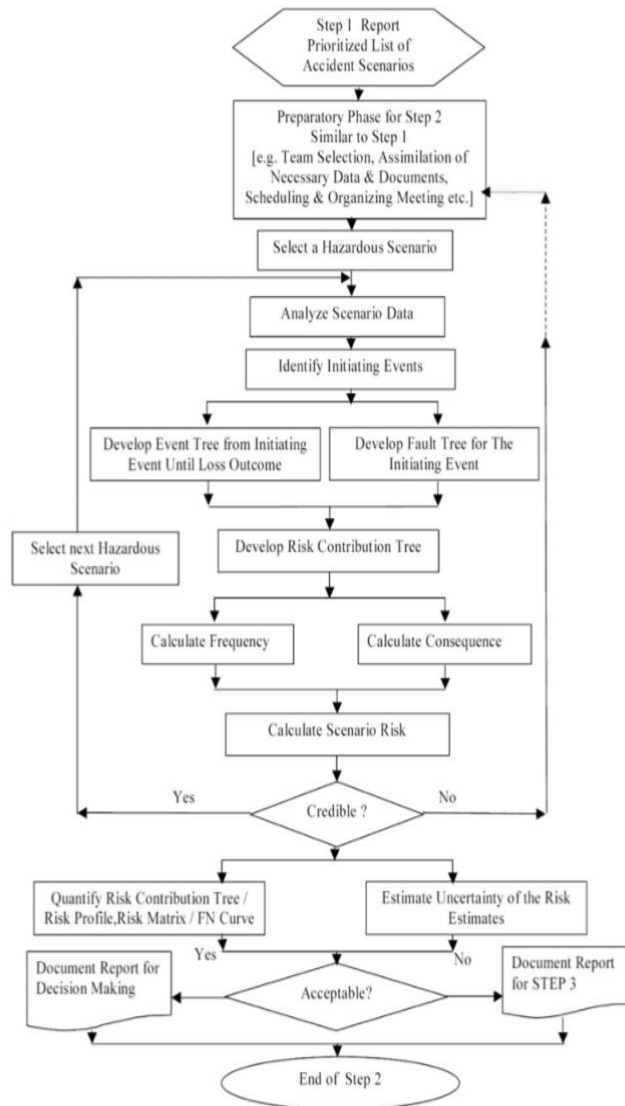 Step 1 Report
Prioritized List of
Accident Scenarios
Preparatory Phase for Step 2
Similar to Step 1
[e.g. Team Selection, Assimilation of
Necessary Data & Documents,
Scheduling & Organizing Meeting etc.]
Select a Hazardous Scenario
Analyze Scenario Data
Identify Initiating Events
Develop Event Tree from Initiating
Event Until Loss Outcome
Develop Fault Tree for The
Initiating Event
Develop Risk Contribution Tree
Select next Hazardous
Scenario
Calculate Frequency
Calculate Consequence
Calculate Scenario Risk
Yes
Credible ?
No
Quantify Risk Contribution Tree /
Risk Profile,Risk Matrix / FN Curve
Estimate Uncertainty of the Risk
Estimates
Yes
No
Document Report for
Decision Making
Acceptable?
Document Report
for STEP 3
End of Step 2